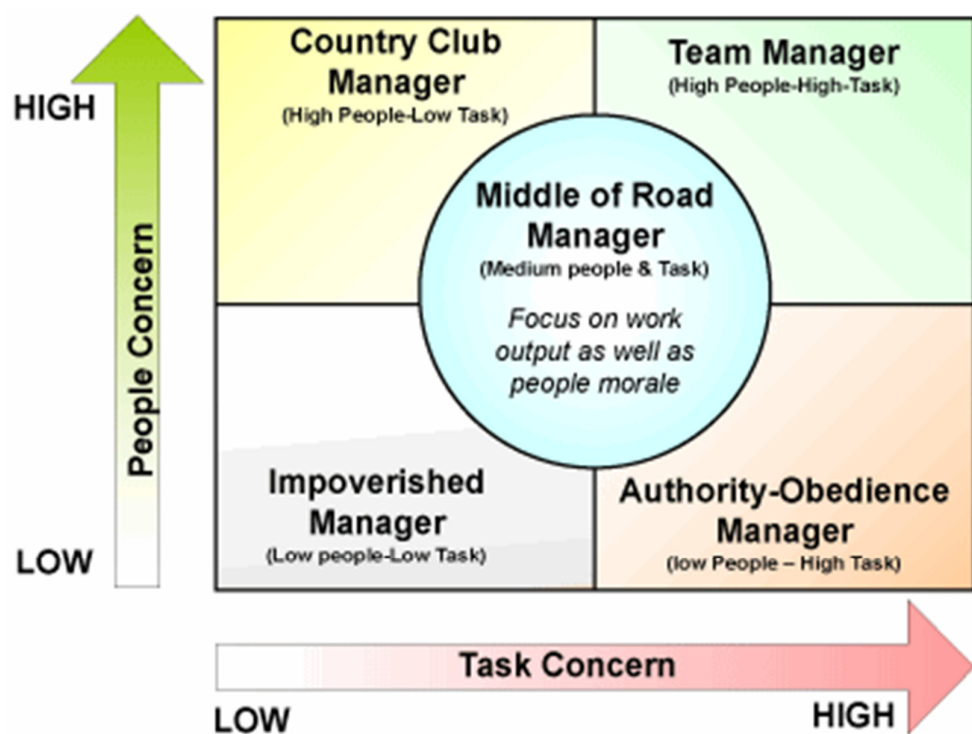 HIGH
People Concern
LOW
Country Club
Manager
(High People-Low Task)
Team Manager
(High People-High-Task)
Middle of Road
Manager
(Medium people & Task)
Focus on work
output as well as
people morale
Impoverished
Manager
(Low people-Low Task)
Authority-Obedience
Manager
(low People – High Task)
Task Concern
LOW
HIGH